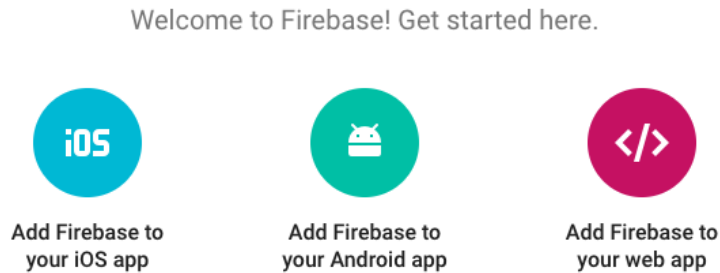 Welcome to Firebase! Get started here.
iOS
</>
Add Firebase to
your iOS app
Add Firebase to
your Android app
Add Firebase to
your web app